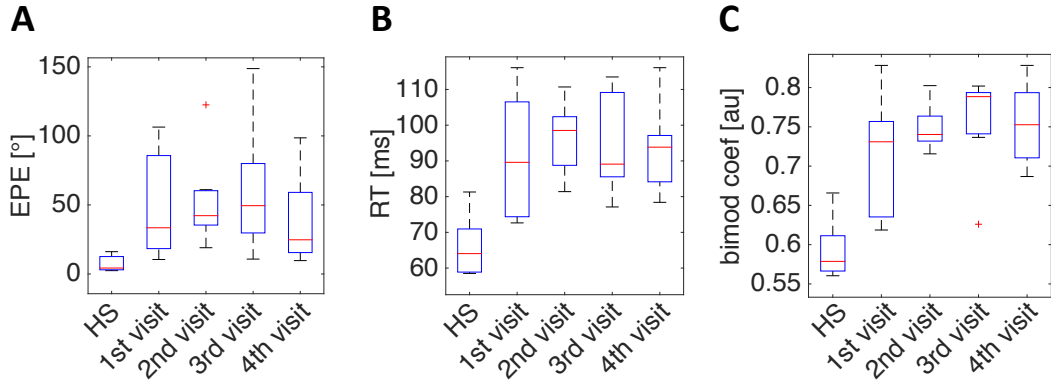 A
EPE [°]
150
100
50
0
HS
1st visit
2nd visit
3rd visit
4th visit
B
RT [ms]
110
100
90
80
70
60
HS
1st visit
2nd visit
3rd visit
4th visit
C
bimod coef [au]
0.8
0.75
0.7
0.65
0.6
0.55
HS
1st visit
2nd visit
3rd visit
4th visit